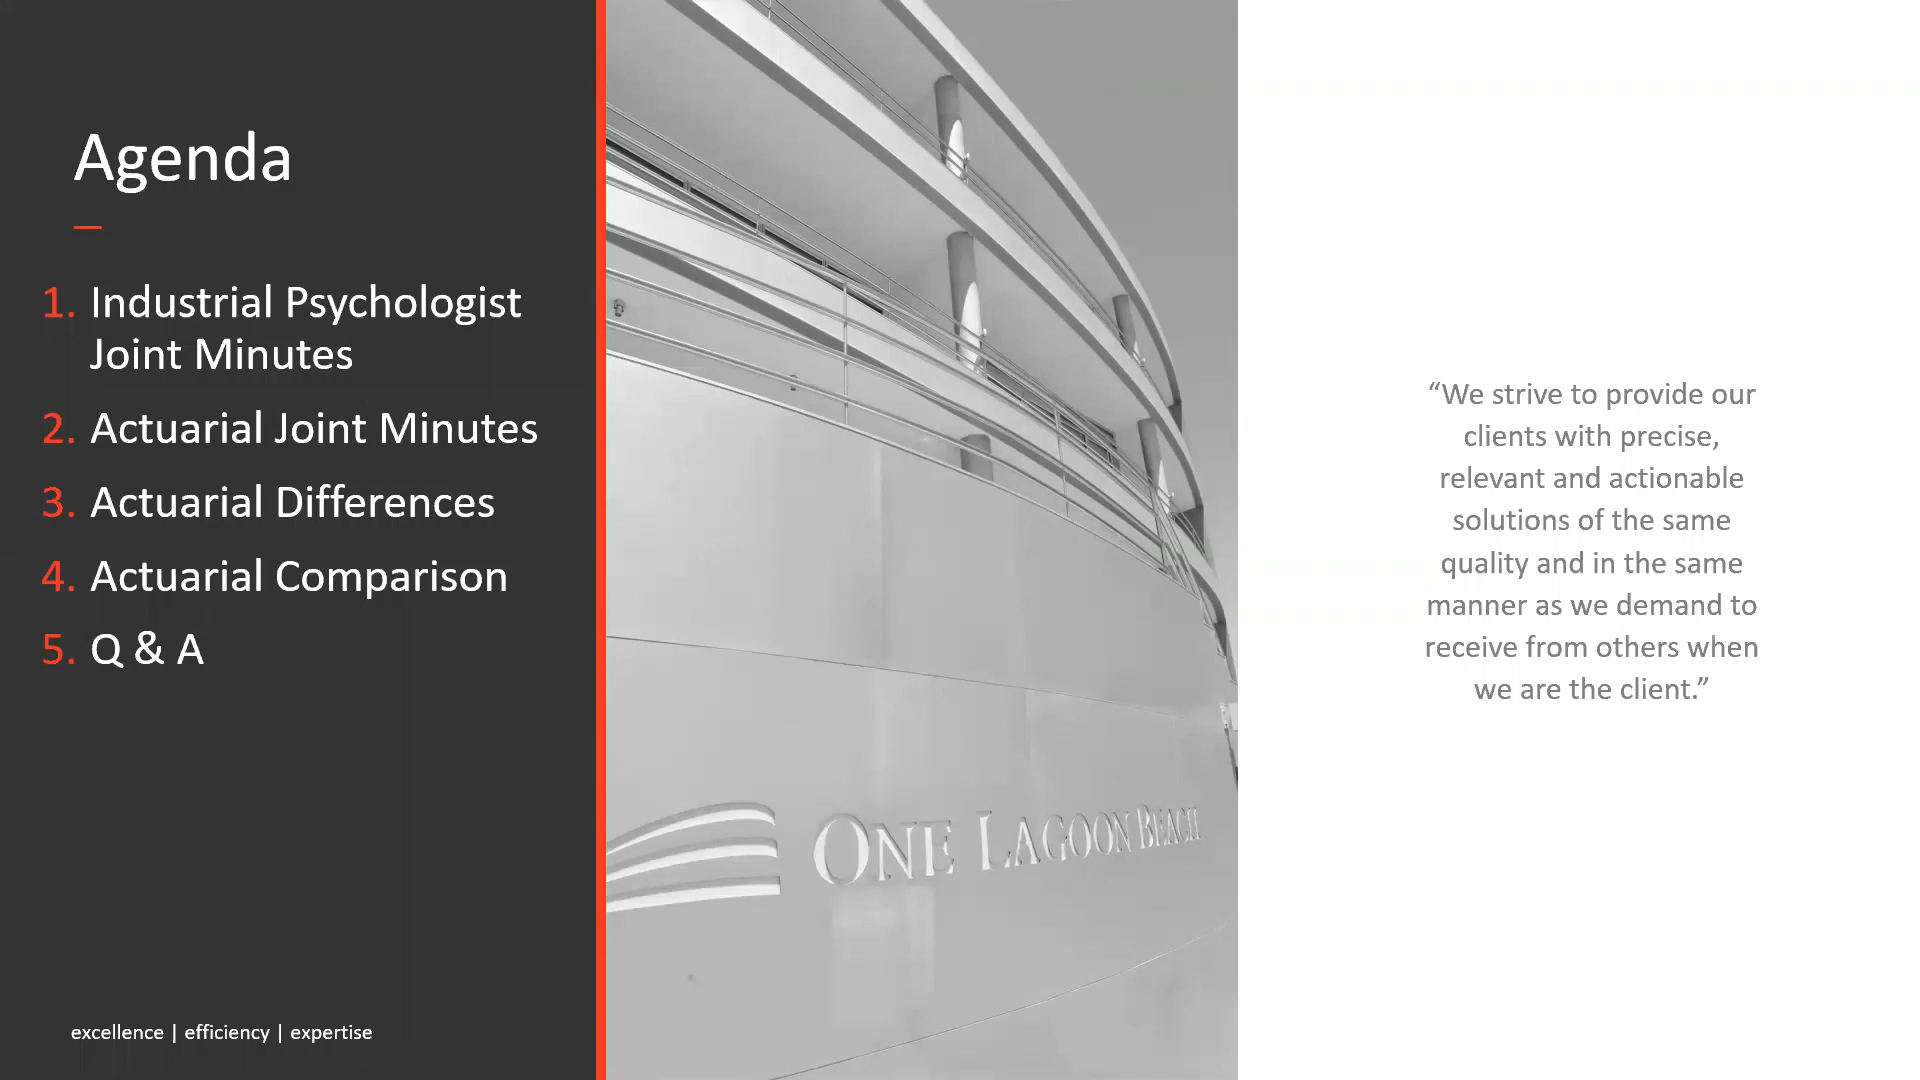 Agenda
1. Industrial Psychologist
Joint Minutes
2. Actuarial Joint Minutes
3. Actuarial Differences
4. Actuarial Comparison
5. Q & A
excellence | efficiency | expertise
ONE LAGOON BEACH
“We strive to provide our
clients with precise,
relevant and actionable
solutions of the same
quality and in the same
manner as we demand to
receive from others when
we are the client.”